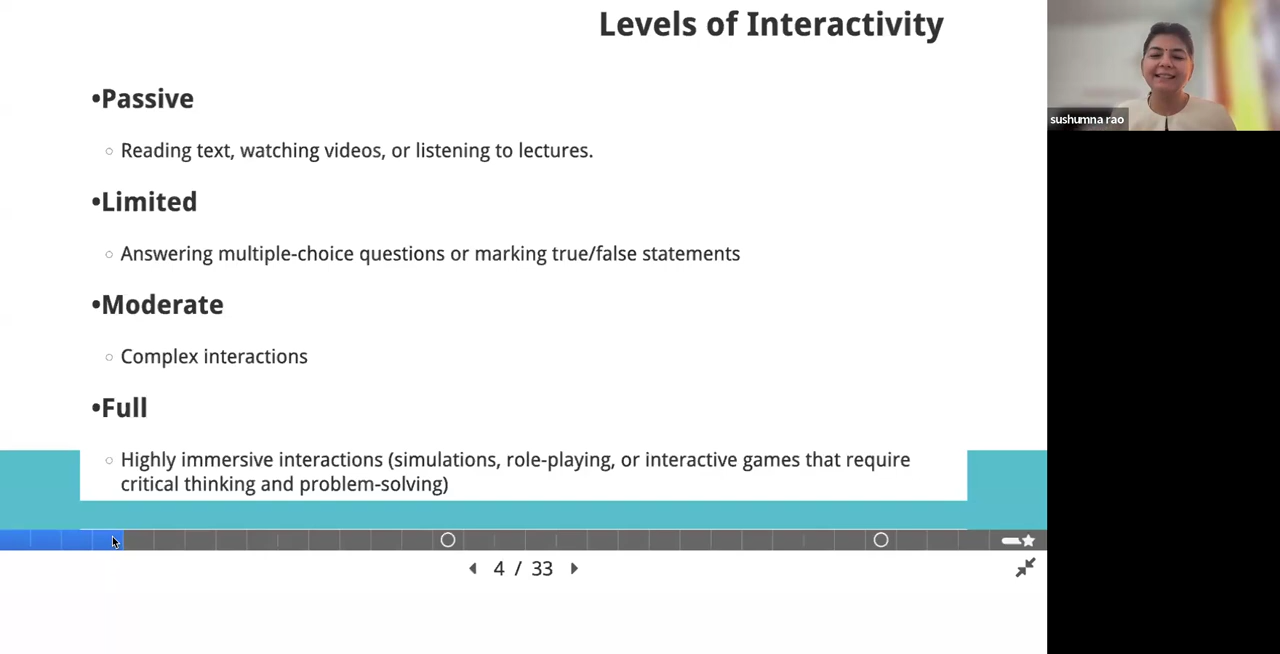 Levels of Interactivity
•Passive
○ Reading text, watching videos, or listening to lectures.
•Limited
○ Answering multiple-choice questions or marking true/false statements
•Moderate
○ Complex interactions
•Full
○ Highly immersive interactions (simulations, role-playing, or interactive games that require
critical thinking and problem-solving)
4 / 33
sushumna rao